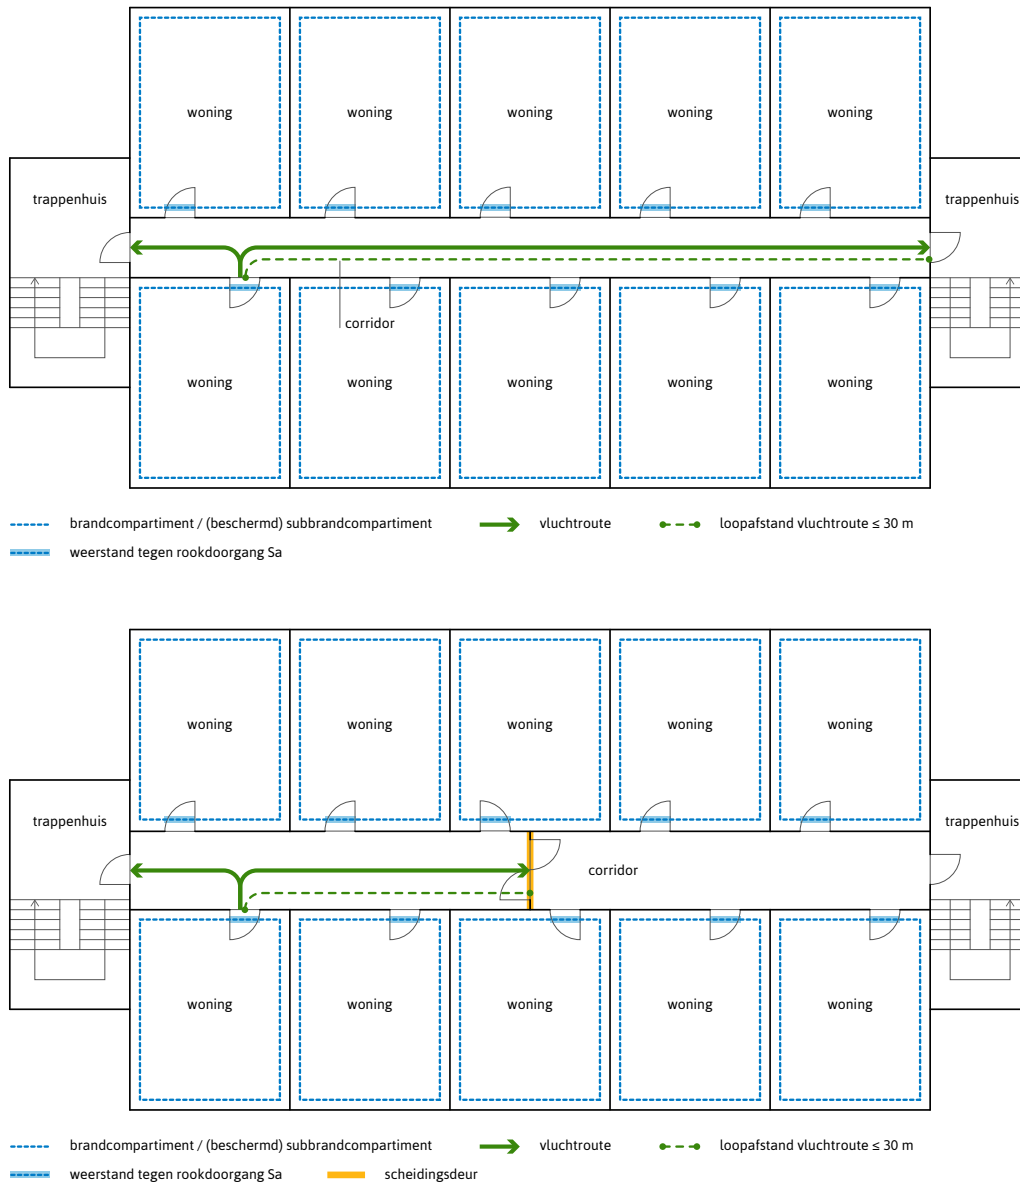 woning woning woning woning woning
trappenhuis trappenhuis
corridor
woning woning woning woning woning
brandcompartiment / (beschermd) subbrandcompartiment vluchtroute loopafstand vluchtroute ≤ 30 m
weerstand tegen rookdoorgang Sa
woning woning woning woning woning
trappenhuis trappenhuis
corridor
woning woning woning woning woning
brandcompartiment / (beschermd) subbrandcompartiment vluchtroute loopafstand vluchtroute ≤ 30 m
weerstand tegen rookdoorgang Sa scheidingsdeur